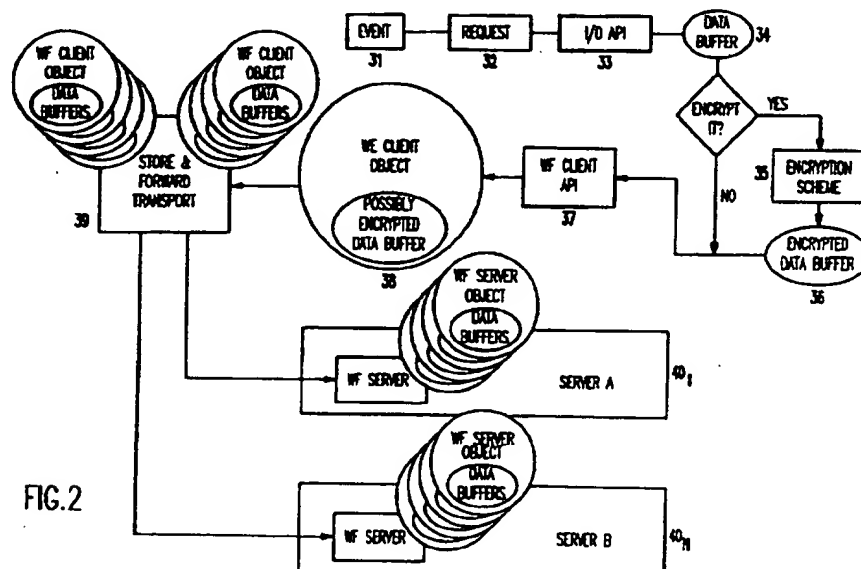 EVENT
31
REQUEST
32
I/O API
33
DATA
BUFFER
34
ENCRYPT
IT?
YES
NO
ENCRYPTION
SCHEME
35
ENCRYPTED
DATA BUFFER
36
WF CLIENT
API
37
WE CLIENT
OBJECT
POSSIBLY
ENCRYPTED
DATA BUFFER
38
WF CLIENT
OBJECT
DATA
BUFFERS
WF CLIENT
OBJECT
DATA
BUFFERS
STORE &
FORWARD
TRANSPORT
39
WF SERVER
OBJECT
DATA
BUFFERS
WF SERVER
SERVER A
40₁
WF SERVER
OBJECT
DATA
BUFFERS
WF SERVER
SERVER B
40N
FIG.2